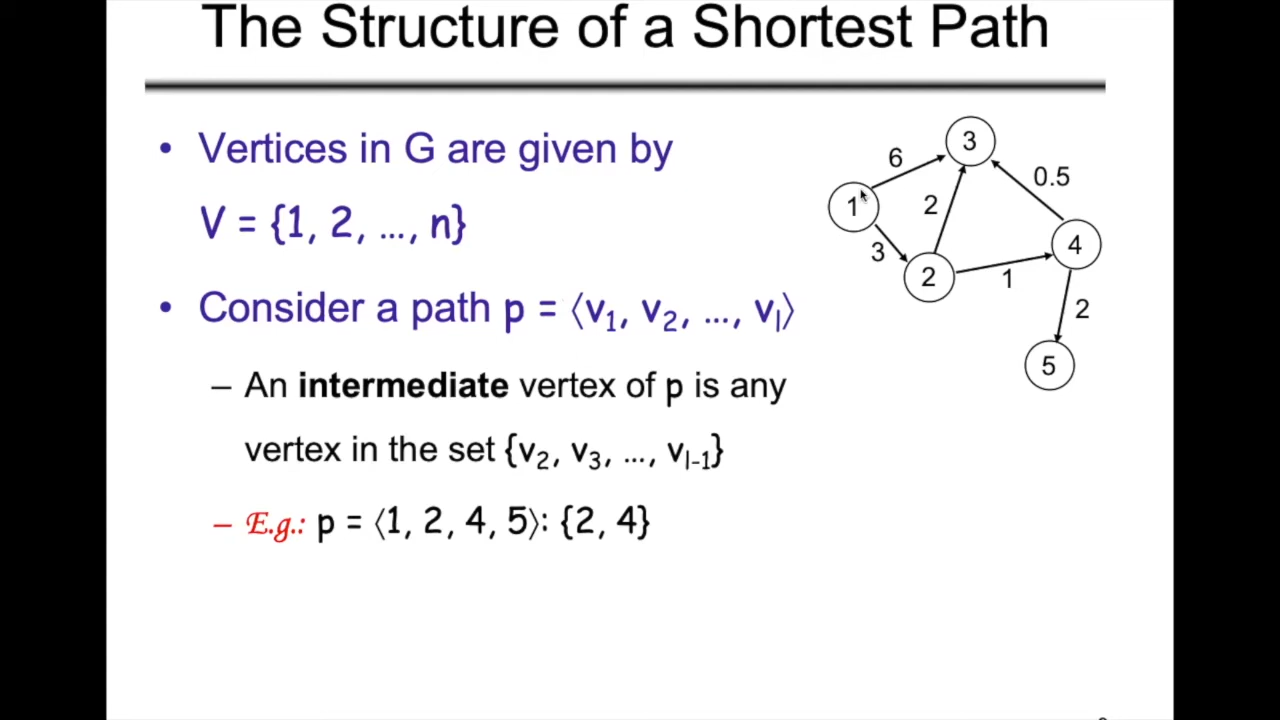 The Structure of a Shortest Path
• Vertices in G are given by
V = {1, 2, …, n}
• Consider a path p = ⟨v₁, v₂, …, vₗ⟩
– An intermediate vertex of p is any
vertex in the set {v₂, v₃, …, vₗ₋₁}
– E.g.: p = ⟨1, 2, 4, 5⟩: {2, 4}
3
6
0.5
1
2
3
4
2
1
2
5